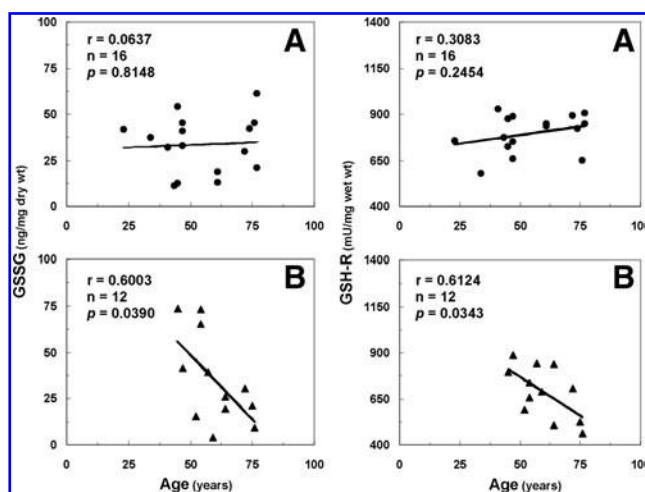 GSSG (ng/mg dry wt)
100
75
50
25
0
r = 0.0637
n = 16
p = 0.8148
A
0 25 50 75 100
GSH-R (mU/mg wet wt)
1400
1150
900
650
400
r = 0.3083
n = 16
p = 0.2454
A
0 25 50 75 100
100
75
50
25
0
r = 0.6003
n = 12
p = 0.0390
B
0 25 50 75 100
Age (years)
1400
1150
900
650
400
r = 0.6124
n = 12
p = 0.0343
B
0 25 50 75 100
Age (years)